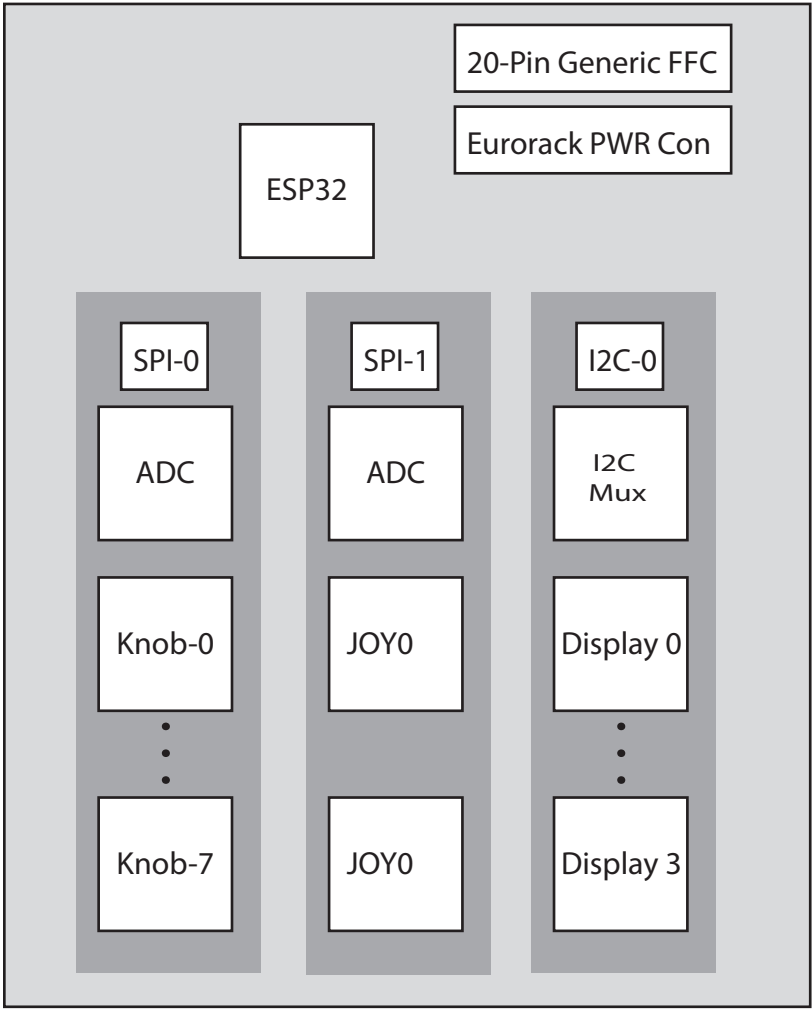 20-Pin Generic FFC
Eurorack PWR Con
ESP32
SPI-0
ADC
Knob-0
Knob-7
SPI-1
ADC
JOY0
JOY0
I2C-0
I2C
Mux
Display 0
Display 3